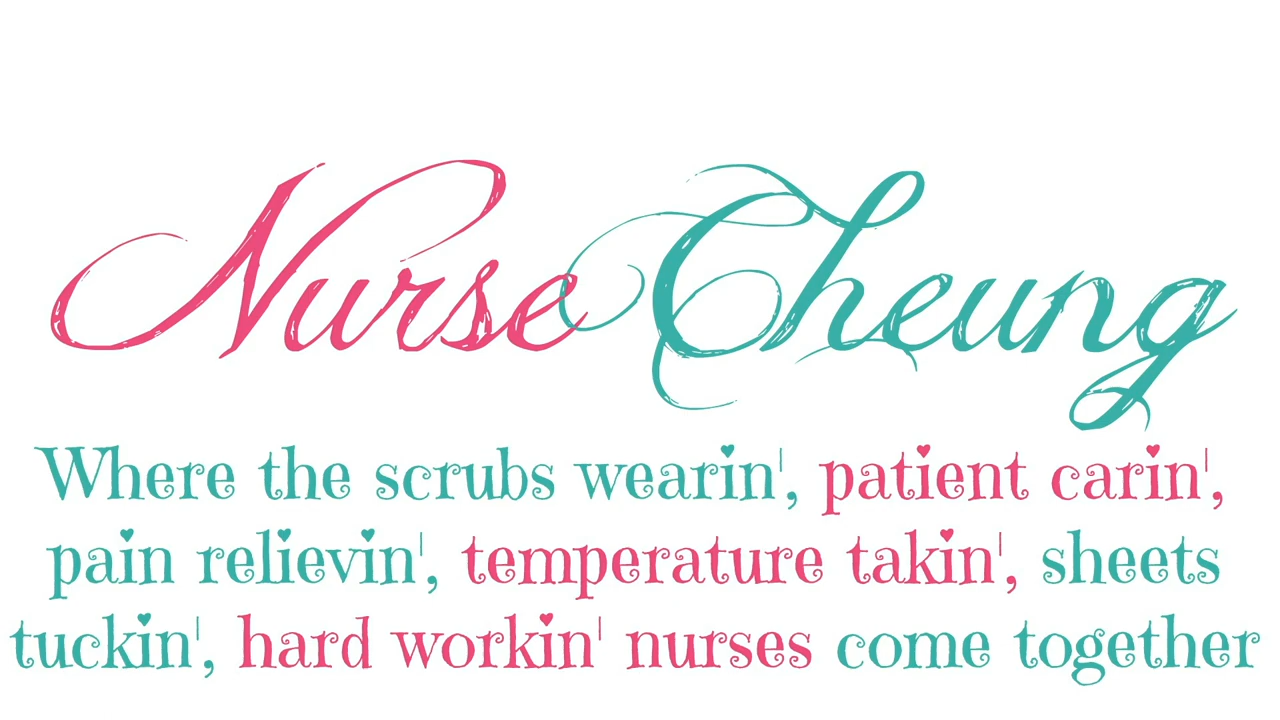 Nurse Cheung
Where the scrubs wearin', patient carin',
pain relievin', temperature takin', sheets
tuckin', hard workin' nurses come together